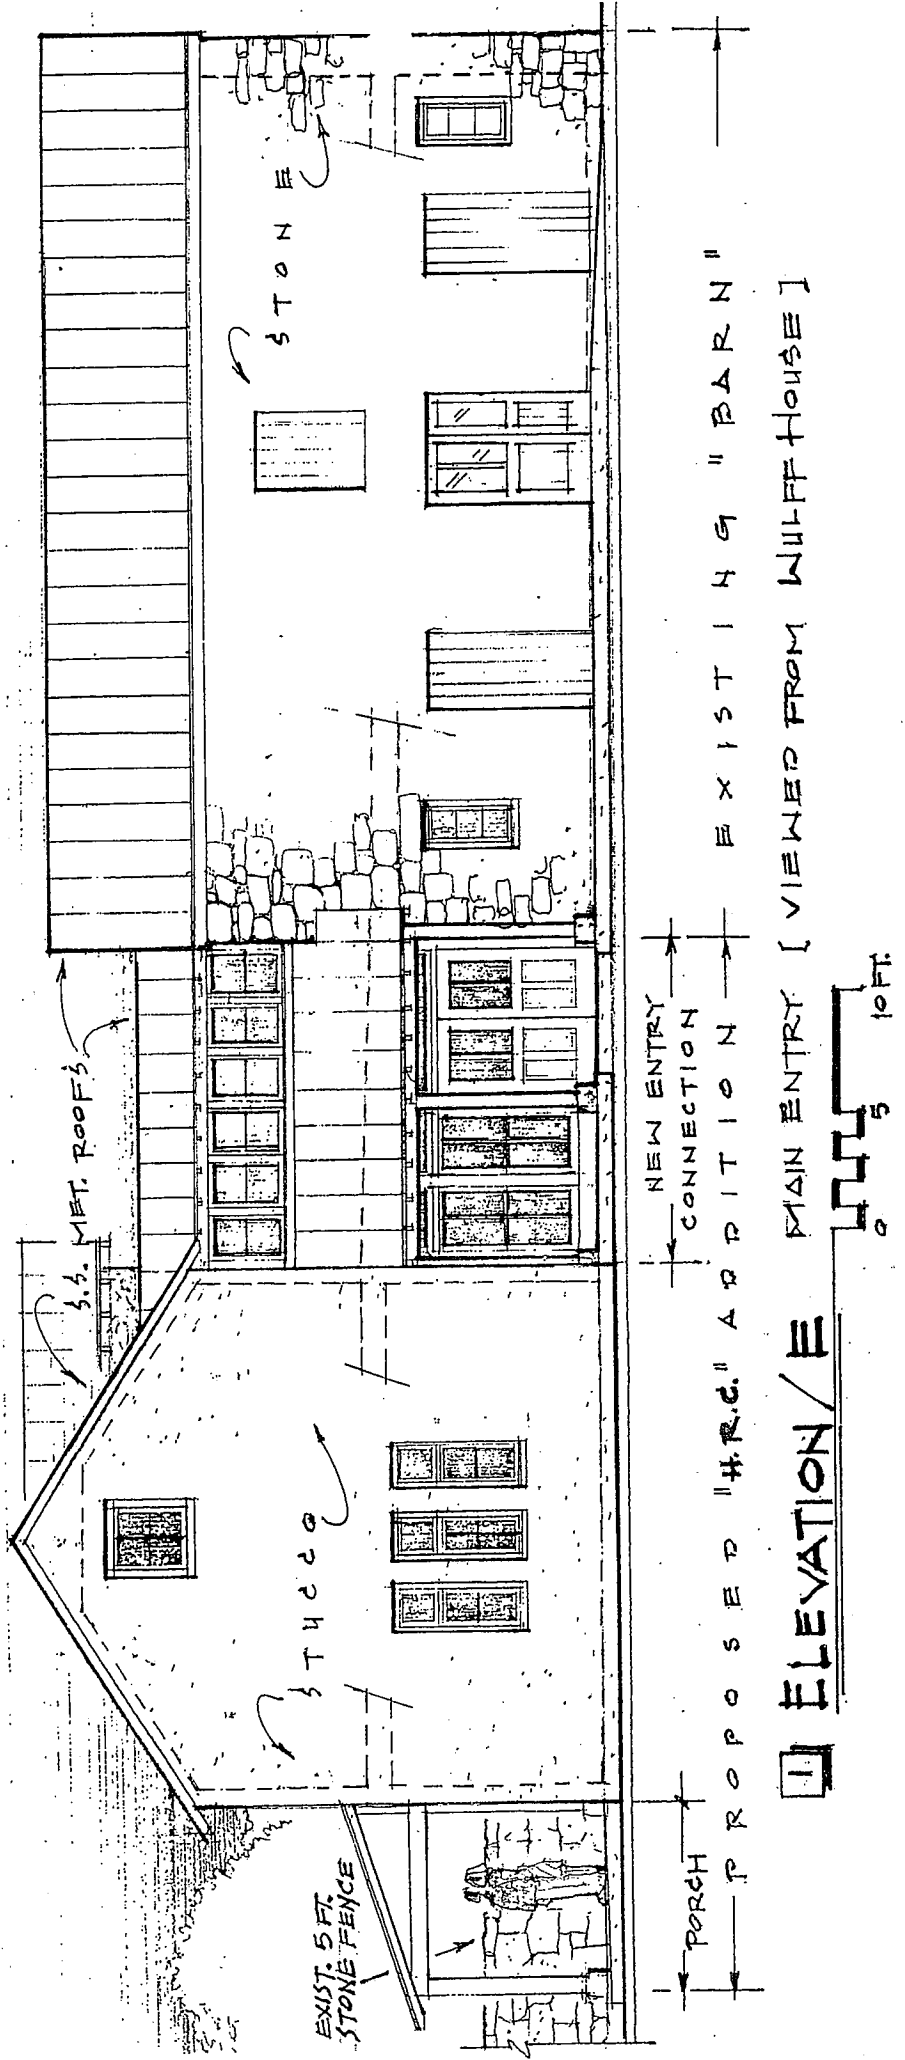 S.S. MET. ROOFS
STONE
STUCCO
EXIST. 5 FT.
STONE FENCE
PORCH
NEW ENTRY
CONNECTION
PROPOSED "H.R.C." ADDITION
EXISTING "BARN"
1 ELEVATION/E MAIN ENTRY [VIEWED FROM WULFF HOUSE]
0 5 10 FT.